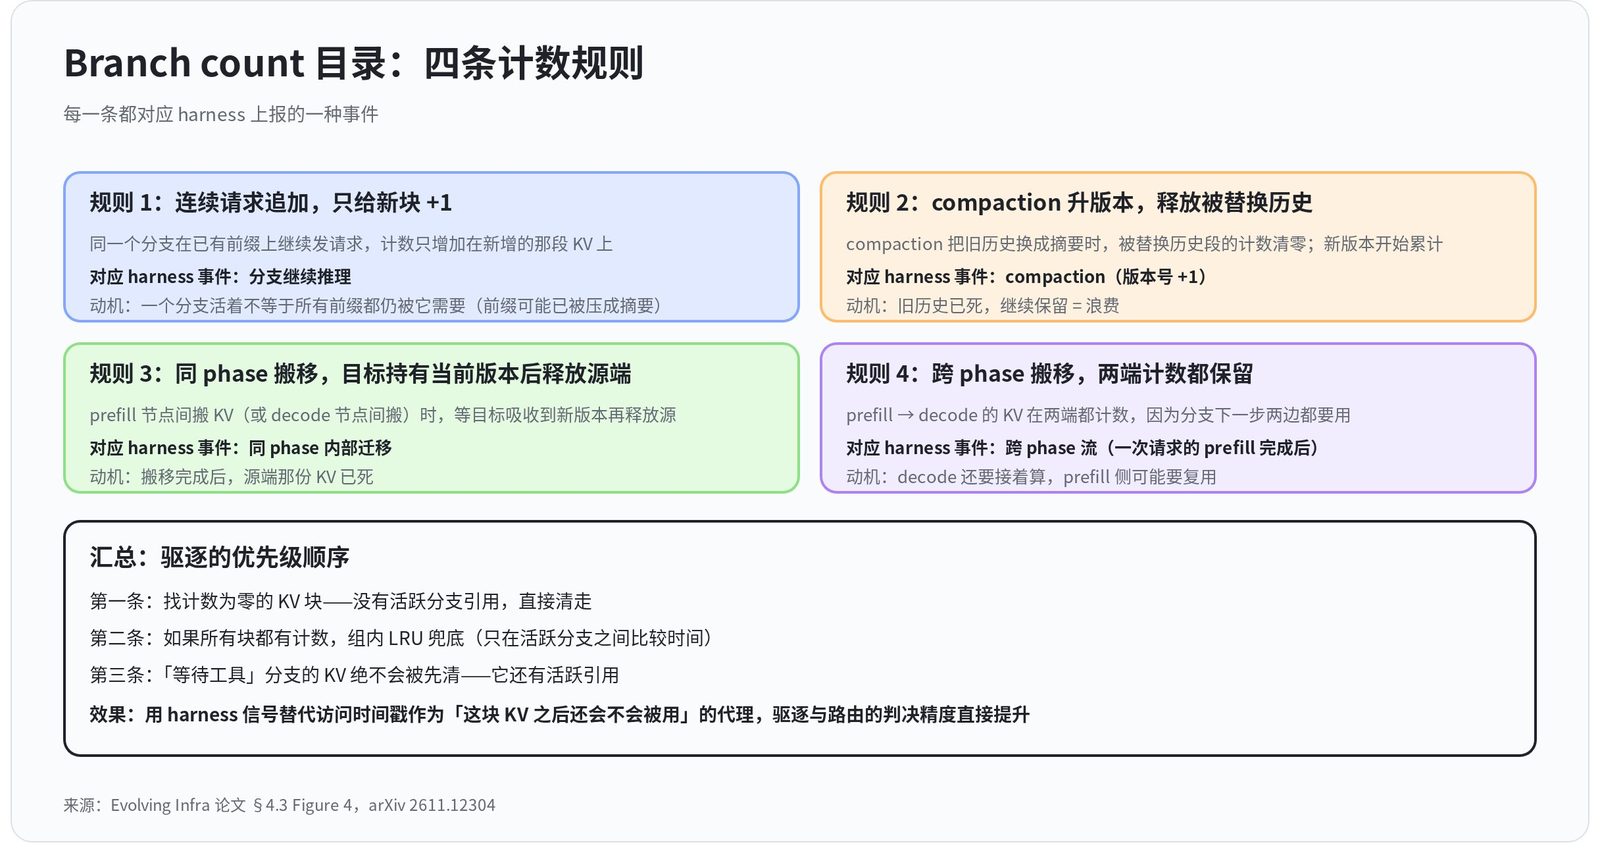 Branch count 目录：四条计数规则
每一条都对应 harness 上报的一种事件
规则 1：连续请求追加，只给新块 +1
同一个分支在已有前缀上继续发请求，计数只增加在新增的那段 KV 上
对应 harness 事件：分支继续推理
动机：一个分支活着不等于所有前缀都仍被它需要（前缀可能已被压成摘要）
规则 2：compaction 升版本，释放被替换历史
compaction 把旧历史换成摘要时，被替换历史段的计数清零；新版本开始累计
对应 harness 事件：compaction（版本号 +1）
动机：旧历史已死，继续保留 = 浪费
规则 3：同 phase 搬移，目标持有当前版本后释放源端
prefill 节点间搬 KV（或 decode 节点间搬）时，等目标吸收到新版本再释放源
对应 harness 事件：同 phase 内部迁移
动机：搬移完成后，源端那份 KV 已死
规则 4：跨 phase 搬移，两端计数都保留
prefill → decode 的 KV 在两端都计数，因为分支下一步两边都要用
对应 harness 事件：跨 phase 流（一次请求的 prefill 完成后）
动机：decode 还要接着算，prefill 侧可能要复用
汇总：驱逐的优先级顺序
第一条：找计数为零的 KV 块——没有活跃分支引用，直接清走
第二条：如果所有块都有计数，组内 LRU 兜底（只在活跃分支之间比较时间）
第三条：「等待工具」分支的 KV 绝不会被先清——它还有活跃引用
效果：用 harness 信号替代访问时间戳作为「这块 KV 之后还会不会被用」的代理，驱逐与路由的判决精度直接提升
来源：Evolving Infra 论文 §4.3 Figure 4，arXiv 2611.12304